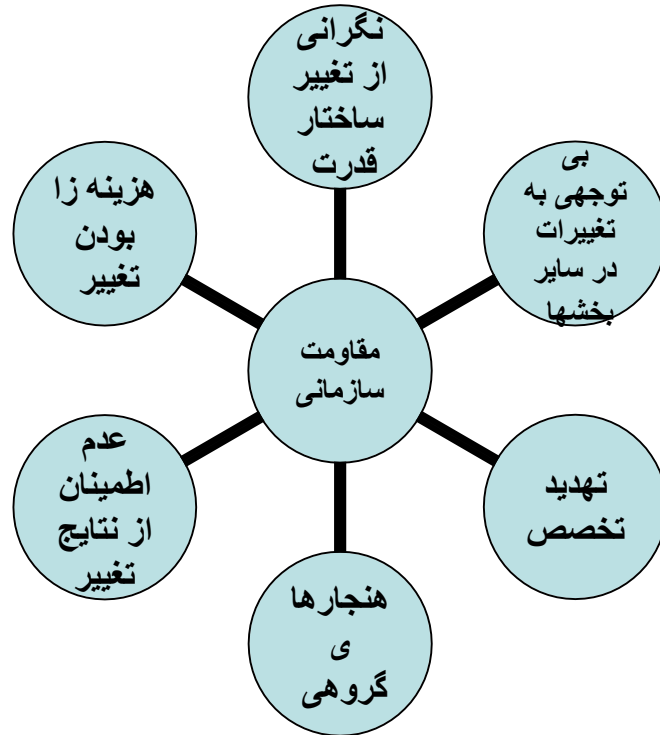 نگرانی
از تغییر
ساختار
قدرت
بی
توجهی به
تغییرات
در سایر
بخشها
هزینه زا
بودن
تغییر
مقاومت
سازمانی
عدم
اطمینان
از نتایج
تغییر
تهدید
تخصص
هنجارها
ی
گروهی